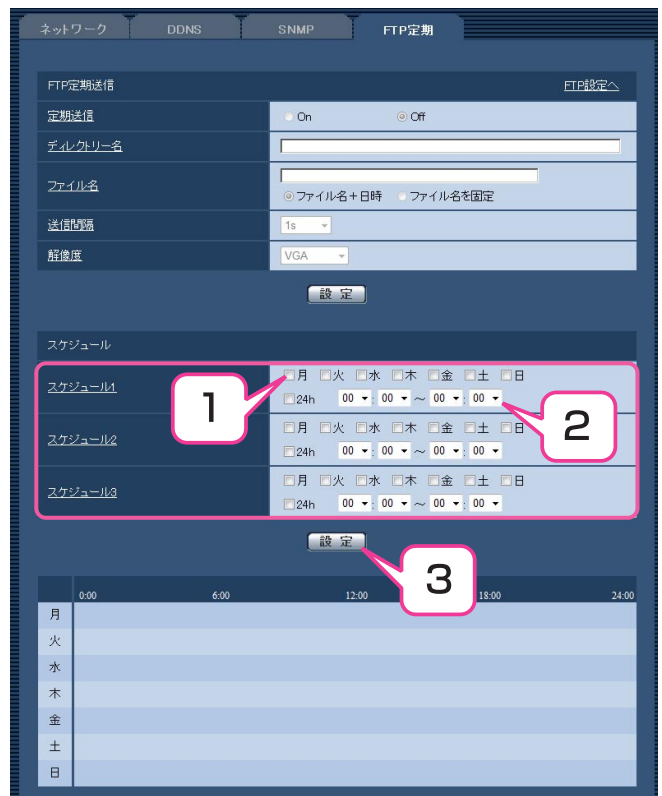 ネットワーク DDNS SNMP FTP定期
FTP定期送信 FTP設定へ
定期送信 On Off
ディレクトリー名
ファイル名
ファイル名+日時 ファイル名を固定
送信間隔 1s
解像度 VGA
設 定
スケジュール
スケジュール1 月 火 水 木 金 土 日
24h 00 : 00 ~ 00 : 00
スケジュール2 月 火 水 木 金 土 日
24h 00 : 00 ~ 00 : 00
スケジュール3 月 火 水 木 金 土 日
24h 00 : 00 ~ 00 : 00
1
2
設 定
3
0:00 6:00 12:00 18:00 24:00
月
火
水
木
金
土
日